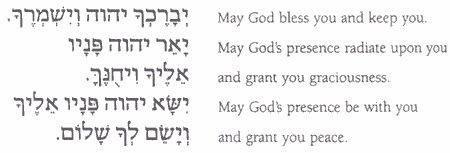 יְבָרֶכְךָ יהוה וְיִשְׁמְרֶךָ. May God bless you and keep you.
יָאֵר יהוה פָּנָיו May God's presence radiate upon you
אֵלֶיךָ וִיחֻנֶּךָּ. and grant you graciousness.
יִשָּׂא יהוה פָּנָיו אֵלֶיךָ May God's presence be with you
וְיָשֵׂם לְךָ שָׁלוֹם. and grant you peace.